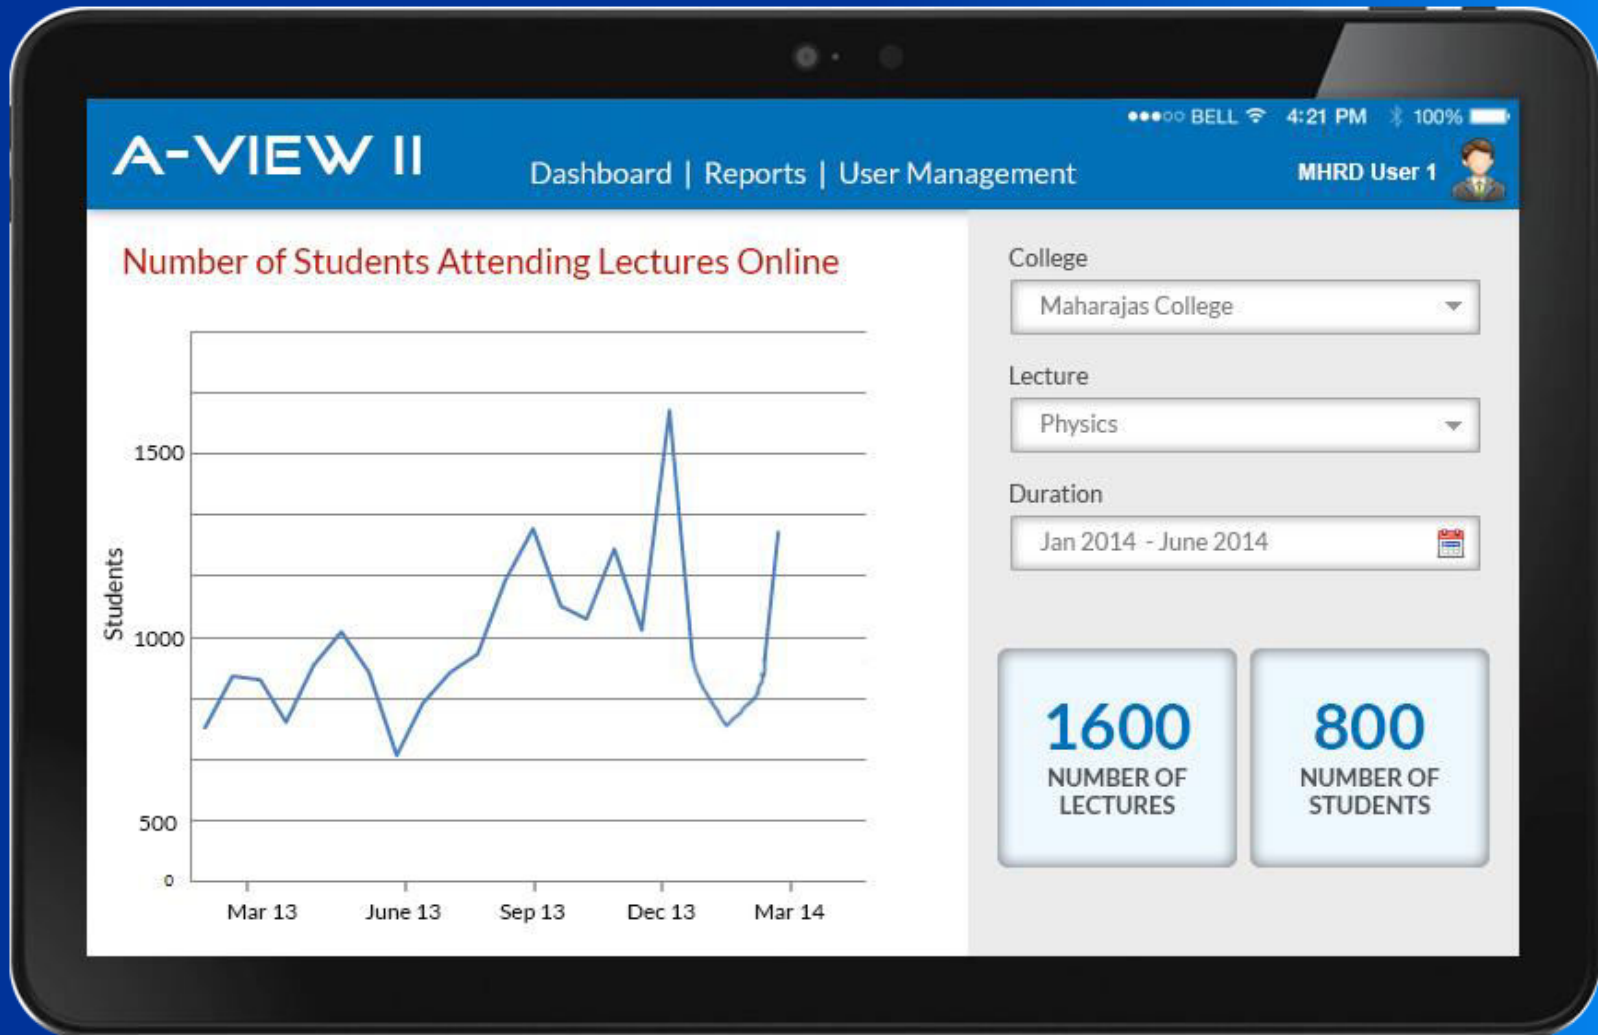 ●●●○○ BELL 4:21 PM 100%
A-VIEW II
Dashboard | Reports | User Management
MHRD User 1
Number of Students Attending Lectures Online
Students
1500
1000
500
0
Mar 13 June 13 Sep 13 Dec 13 Mar 14
College
Maharajas College
Lecture
Physics
Duration
Jan 2014 - June 2014
1600
NUMBER OF
LECTURES
800
NUMBER OF
STUDENTS